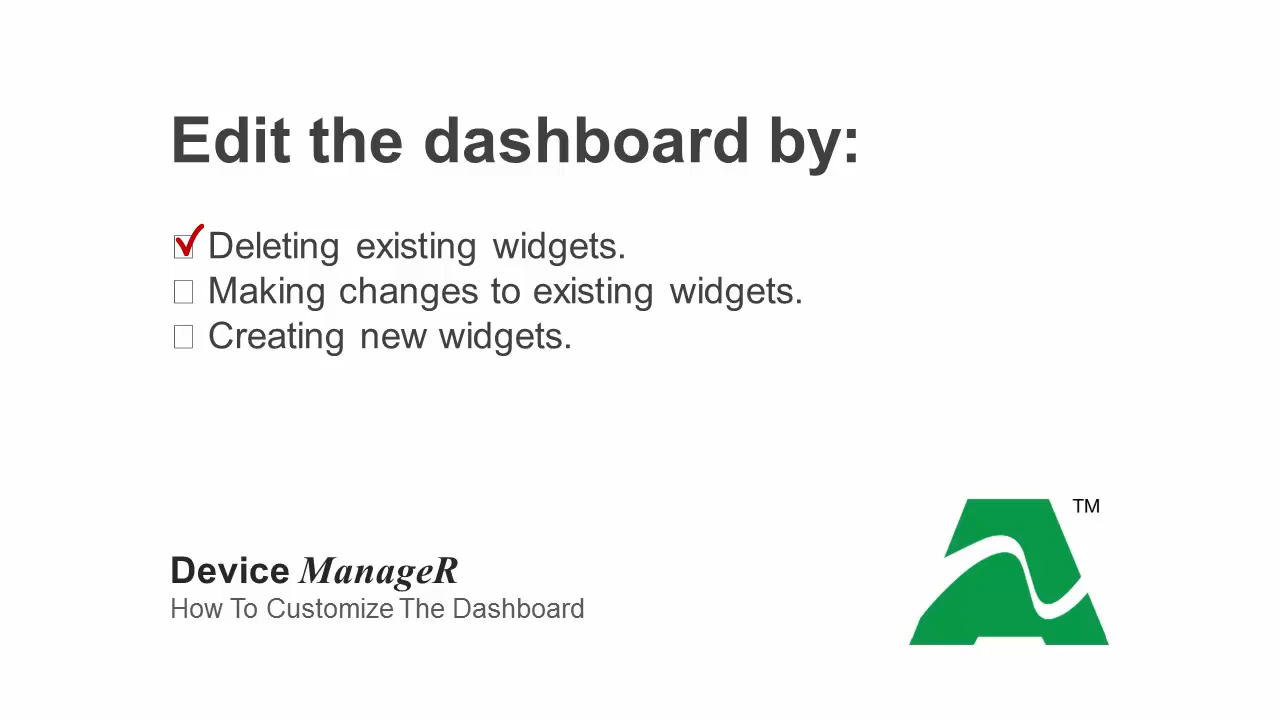 Edit the dashboard by:
Deleting existing widgets.
Making changes to existing widgets.
Creating new widgets.
TM
Device ManageR
How To Customize The Dashboard